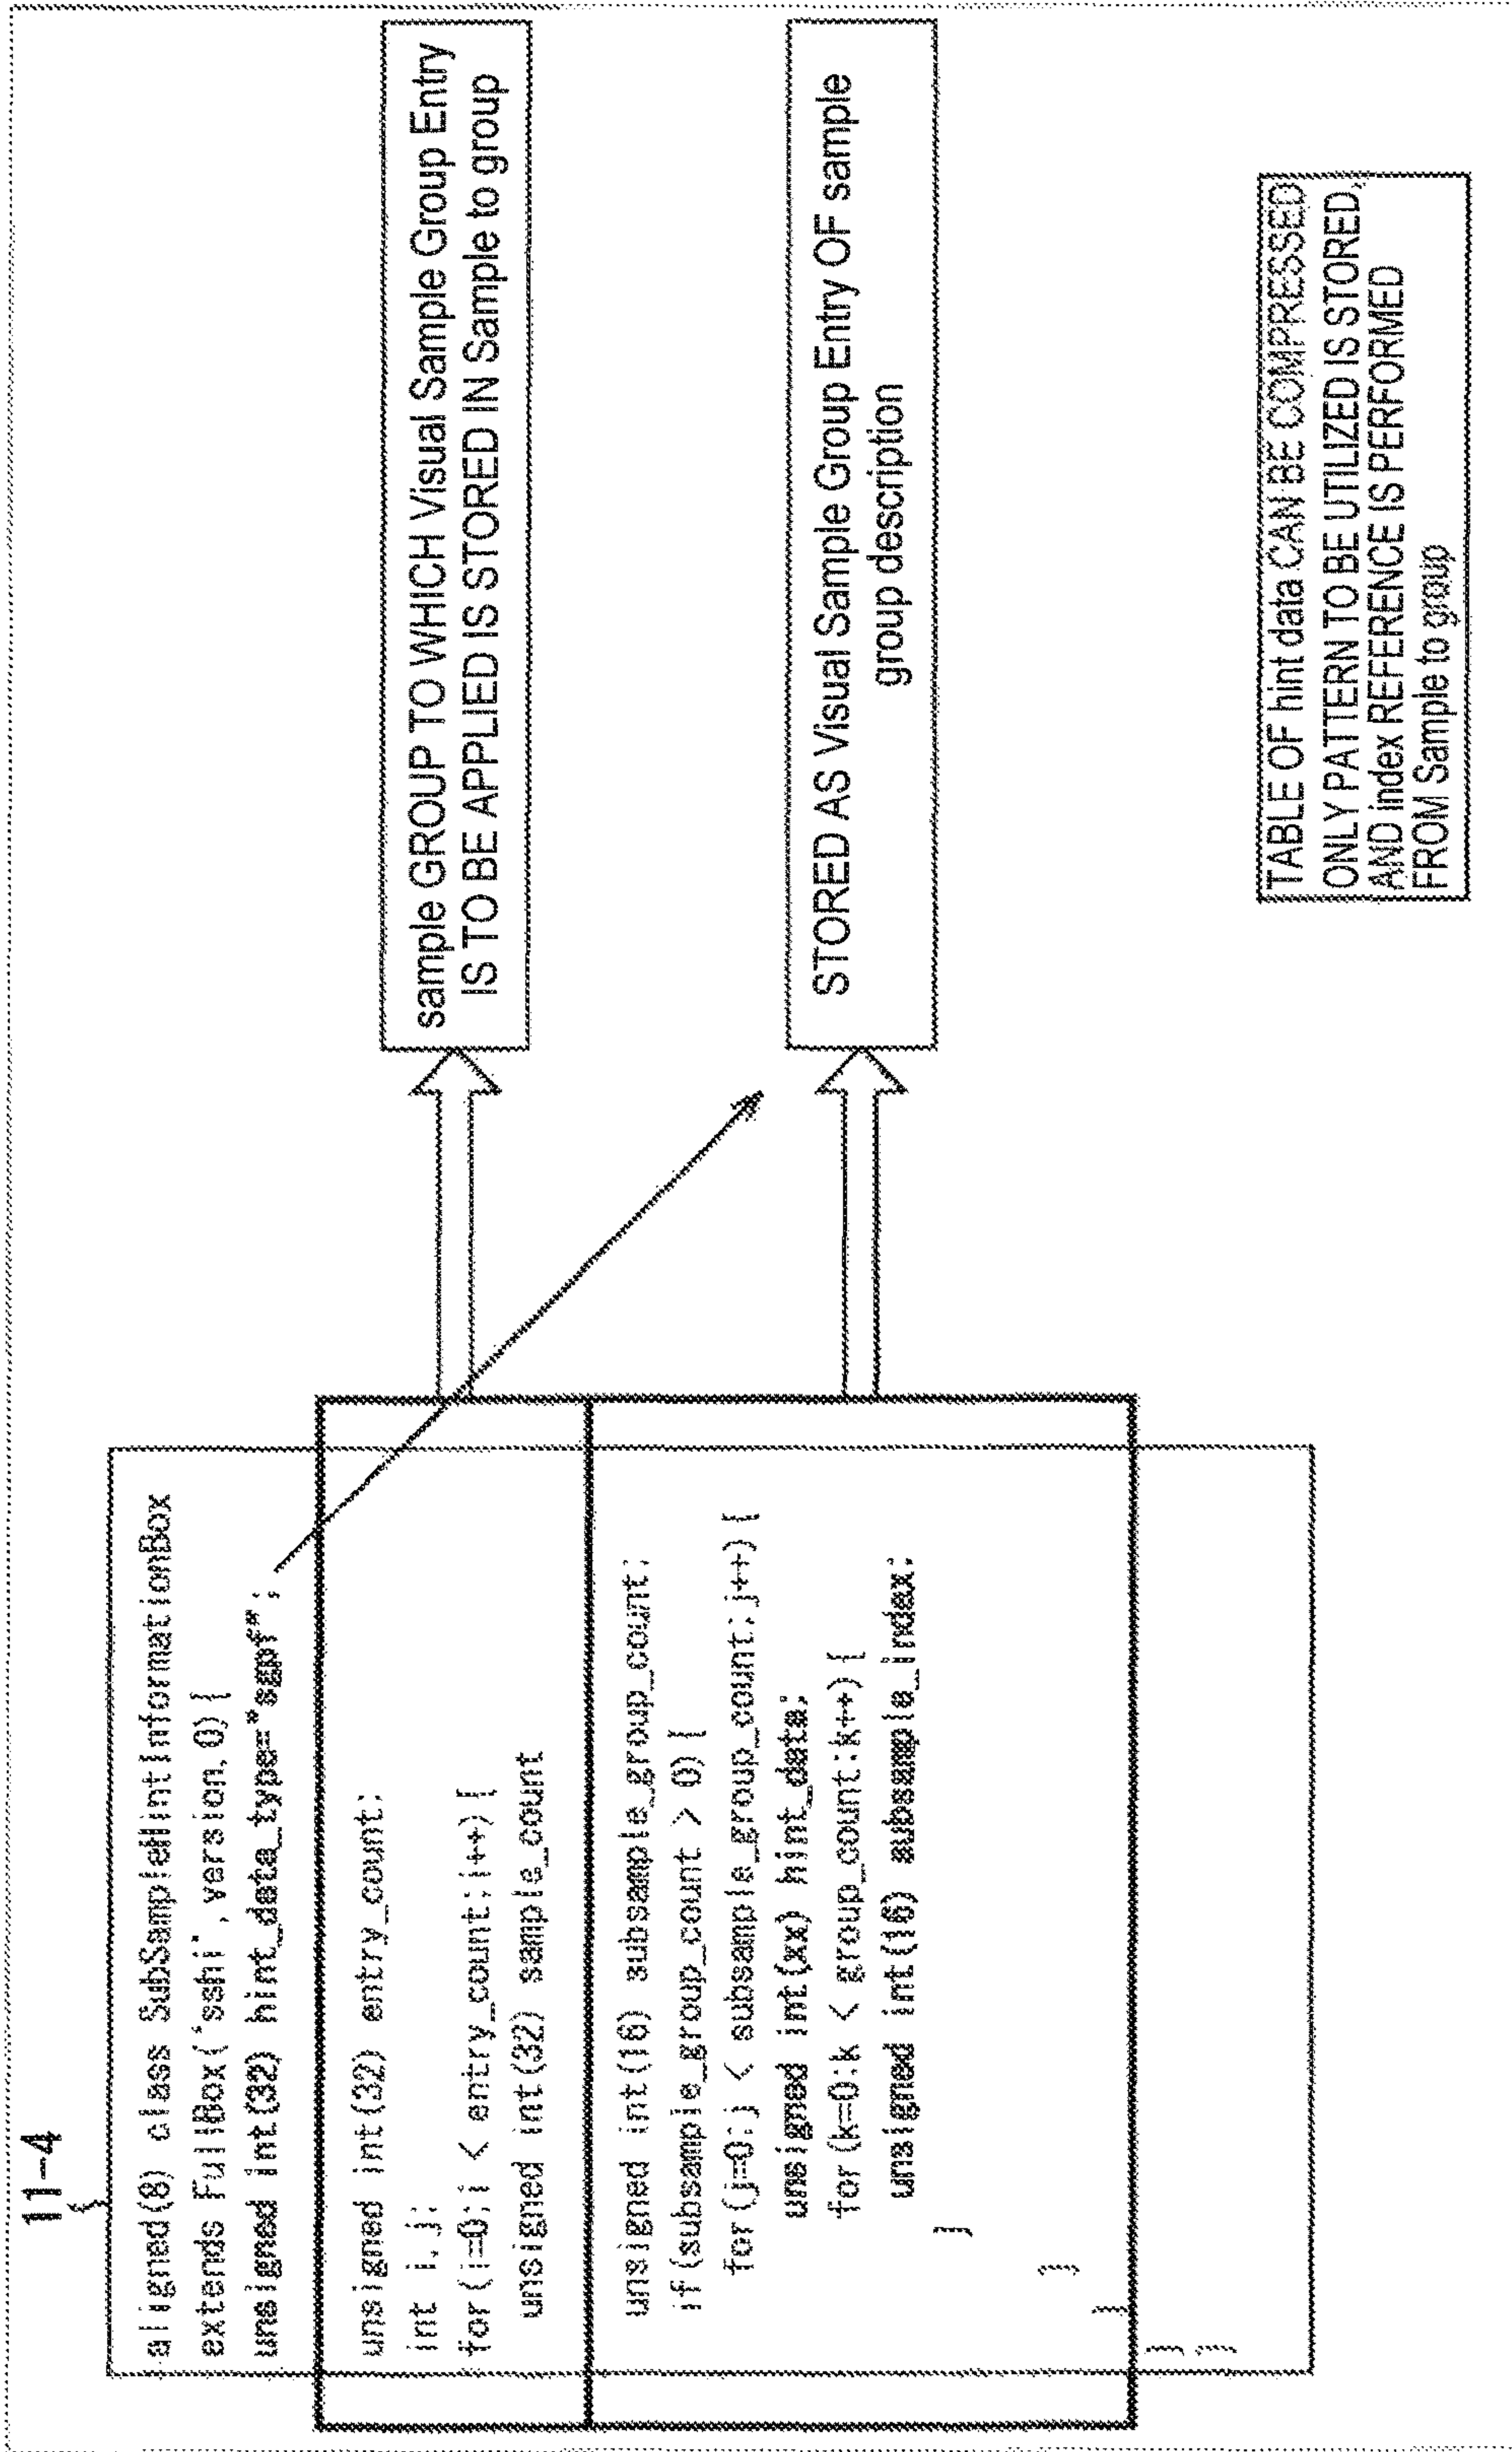 11-4
aligned(8) class SubSampleHintInformationBox
extends FullBox('sshi',version,0){
unsigned int(32) hint_data_type="sgpf";
unsigned int(32) entry_count;
int i,j;
for(i=0;i < entry_count;i++){
unsigned int(32) sample_count
unsigned int(16) subsample_group_count;
if(subsample_group_count > 0){
for(j=0;j < subsample_group_count;j++){
unsigned int(xx) hint_data;
for(k=0;k < group_count;k++){
unsigned int(16) subsample_index;
}
}
}
}
}
sample GROUP TO WHICH Visual Sample Group Entry
IS TO BE APPLIED IS STORED IN Sample to group
STORED AS Visual Sample Group Entry OF sample
group description
TABLE OF hint data CAN BE COMPRESSED
ONLY PATTERN TO BE UTILIZED IS STORED,
AND index REFERENCE IS PERFORMED
FROM Sample to group